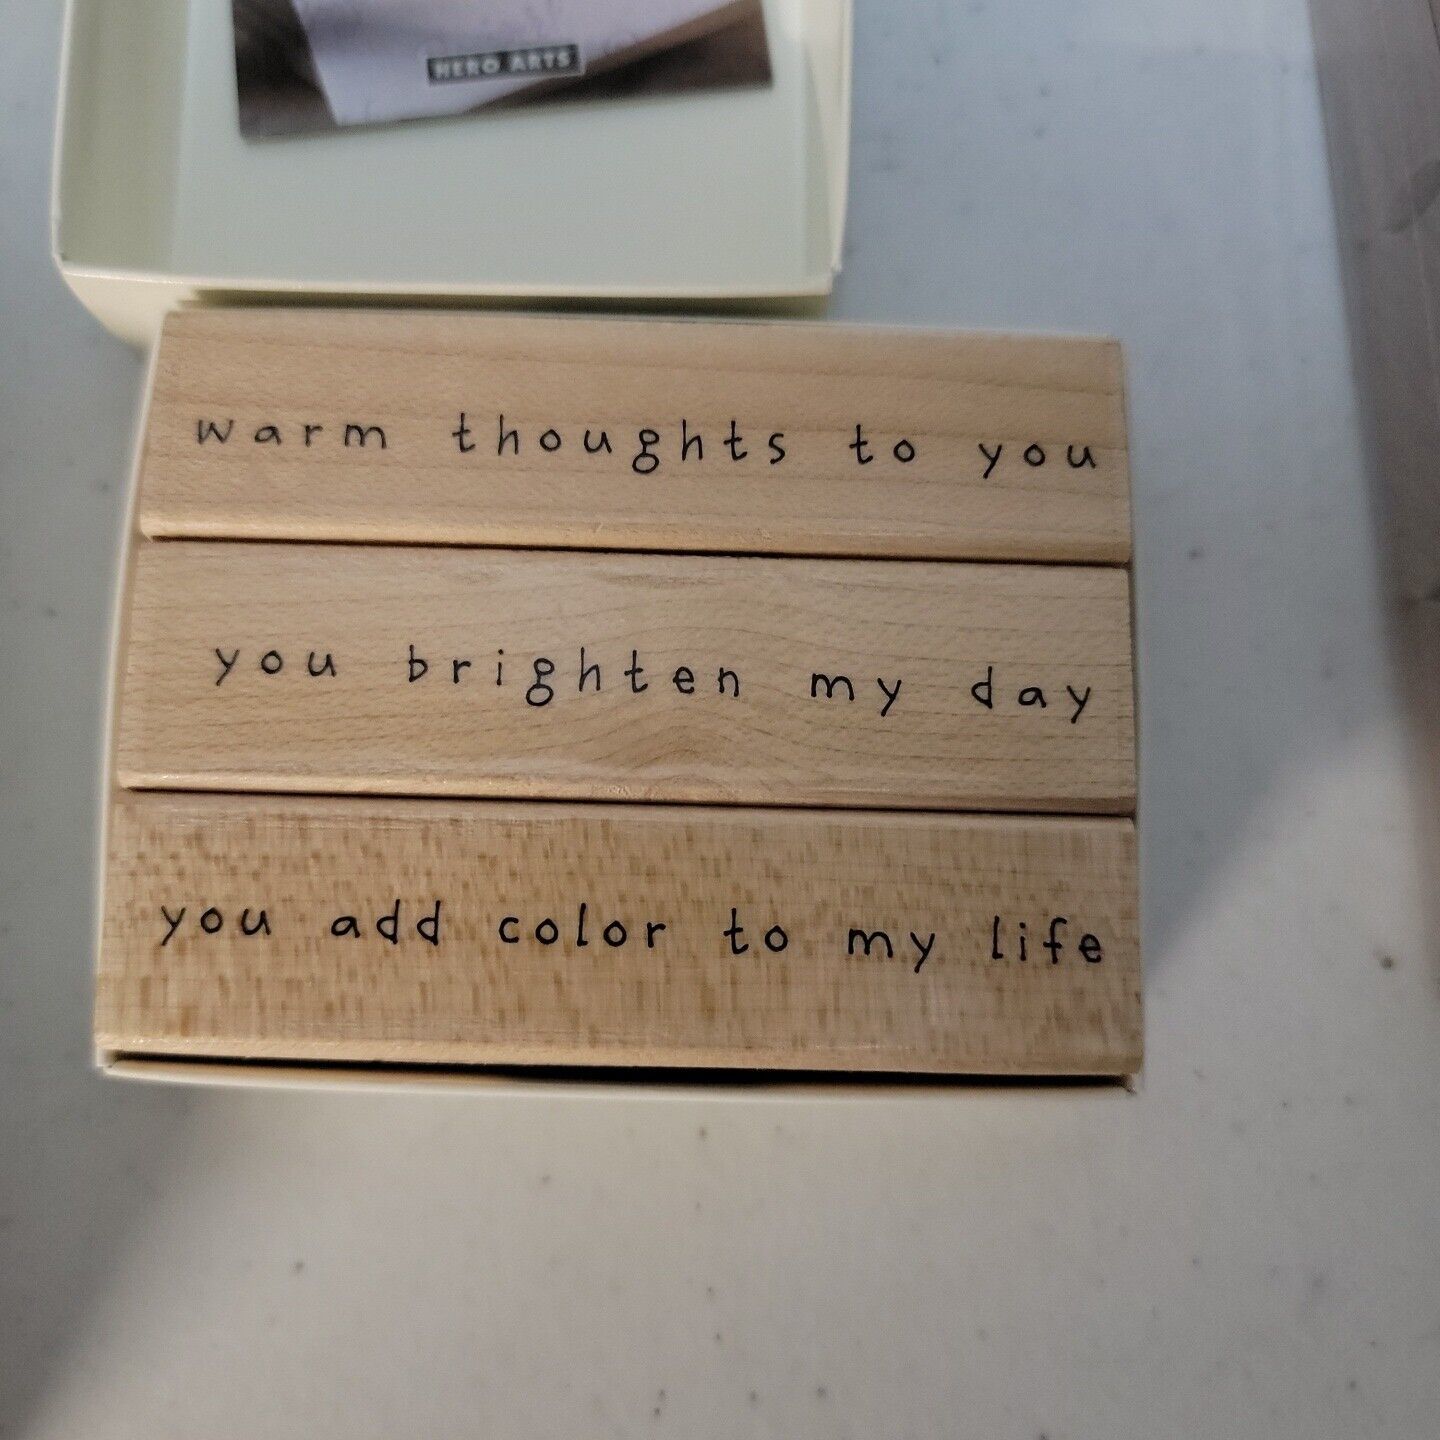 HERO ARTS
warm thoughts to you
you brighten my day
you add color to my life